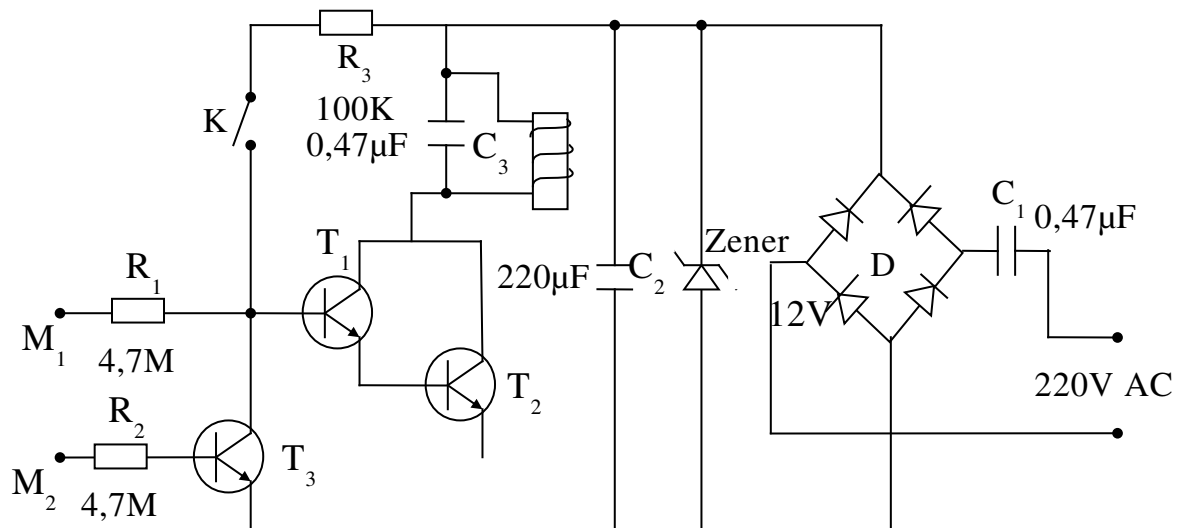 R3
100K
K
0,47µF
C3
C1
0,47µF
T1
Zener
D
R1
220µF
C2
12V
M1
4,7M
T2
220V AC
R2
T3
M2
4,7M